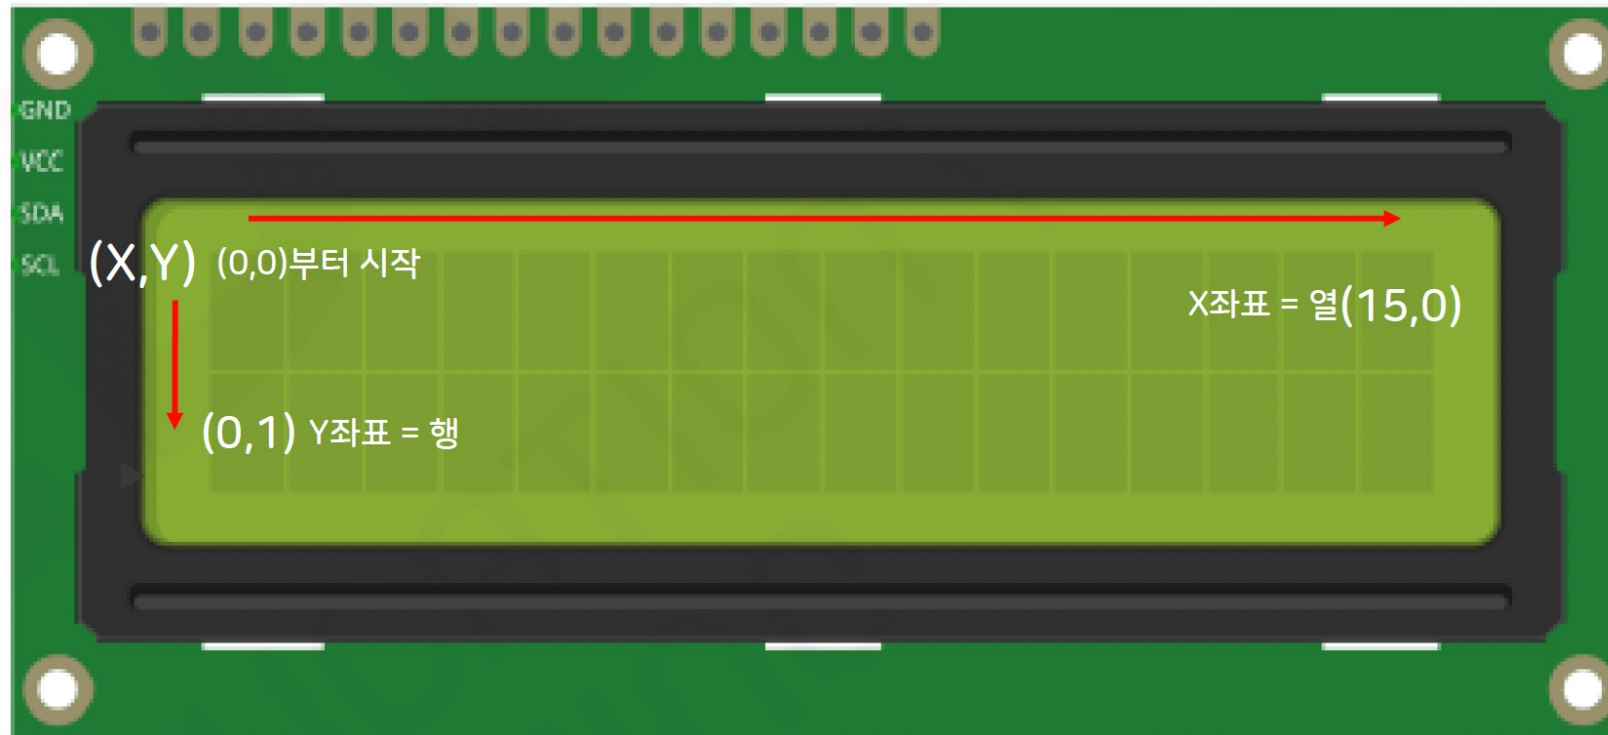 GND
VCC
SDA
SCL
(X,Y) (0,0)부터 시작
X좌표 = 열(15,0)
(0,1) Y좌표 = 행